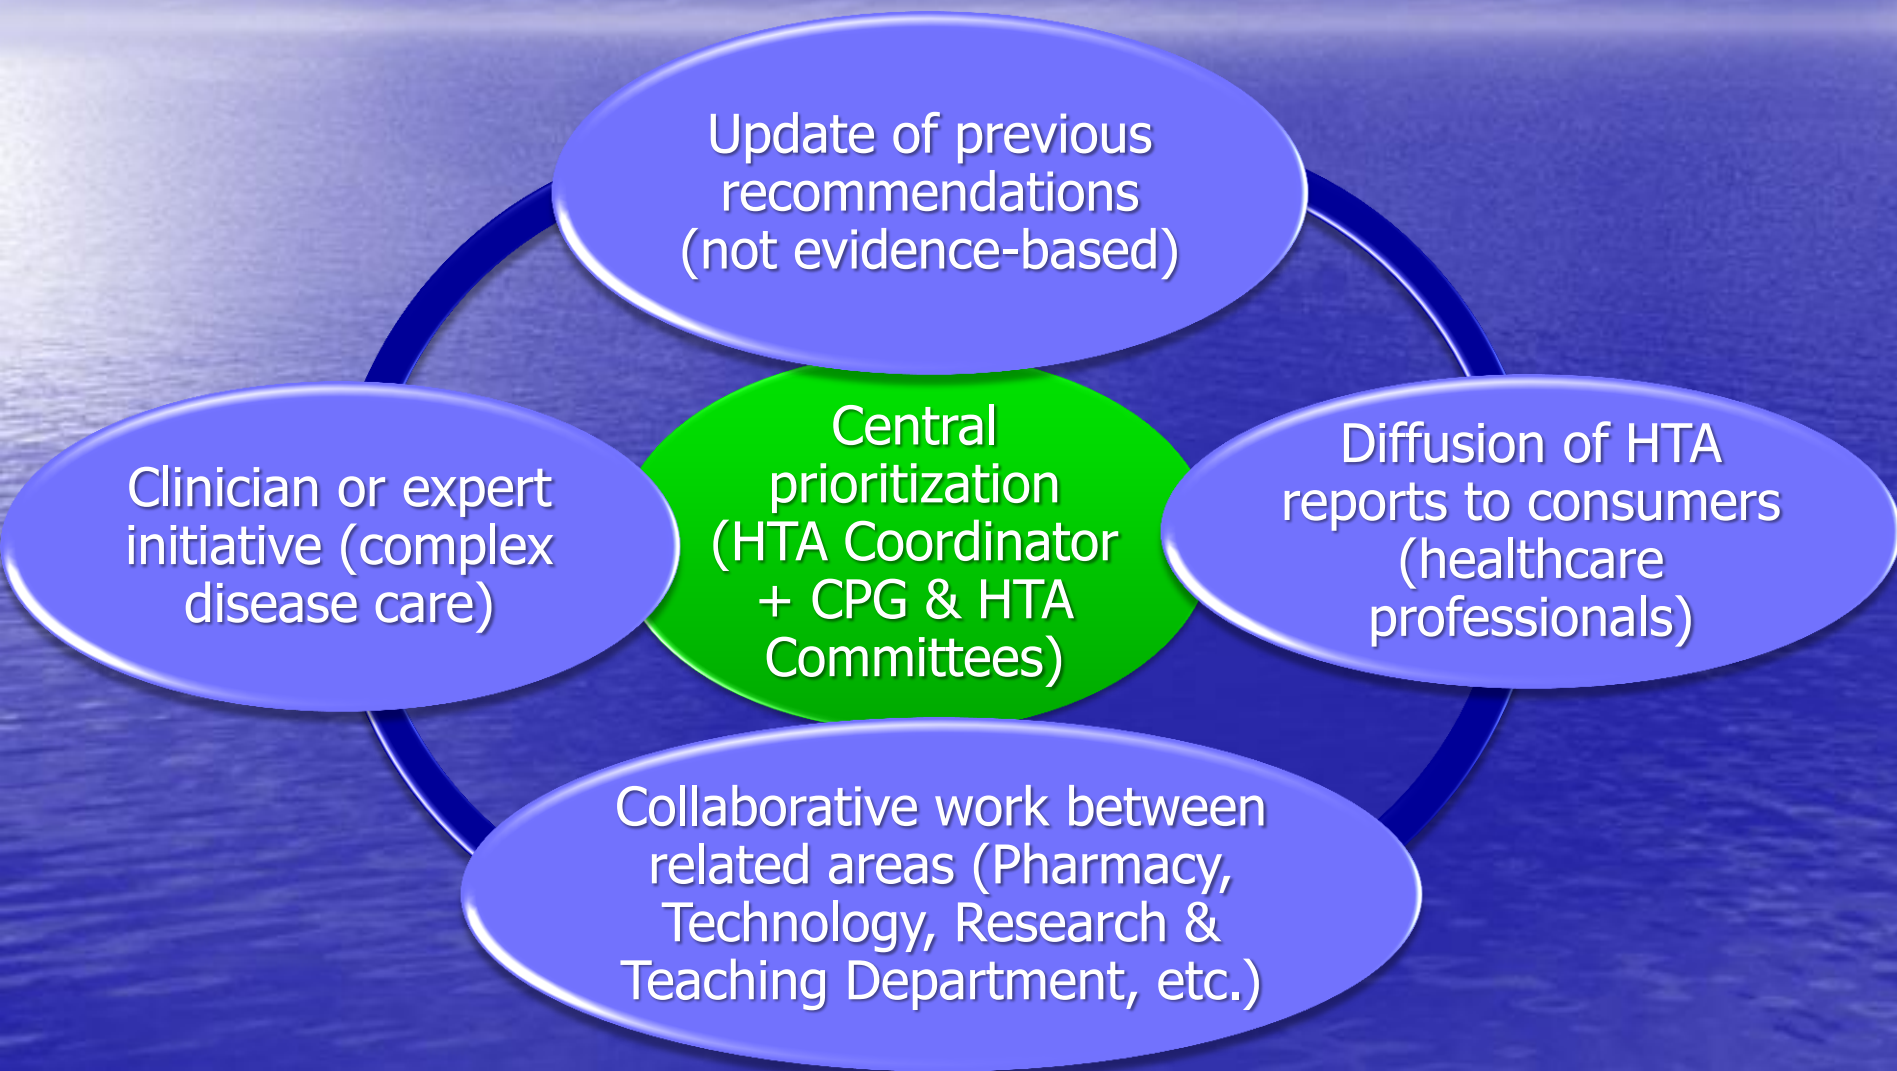 Update of previous
recommendations
(not evidence-based)
Clinician or expert
initiative (complex
disease care)
Central
prioritization
(HTA Coordinator
+ CPG & HTA
Committees)
Diffusion of HTA
reports to consumers
(healthcare
professionals)
Collaborative work between
related areas (Pharmacy,
Technology, Research &
Teaching Department, etc.)